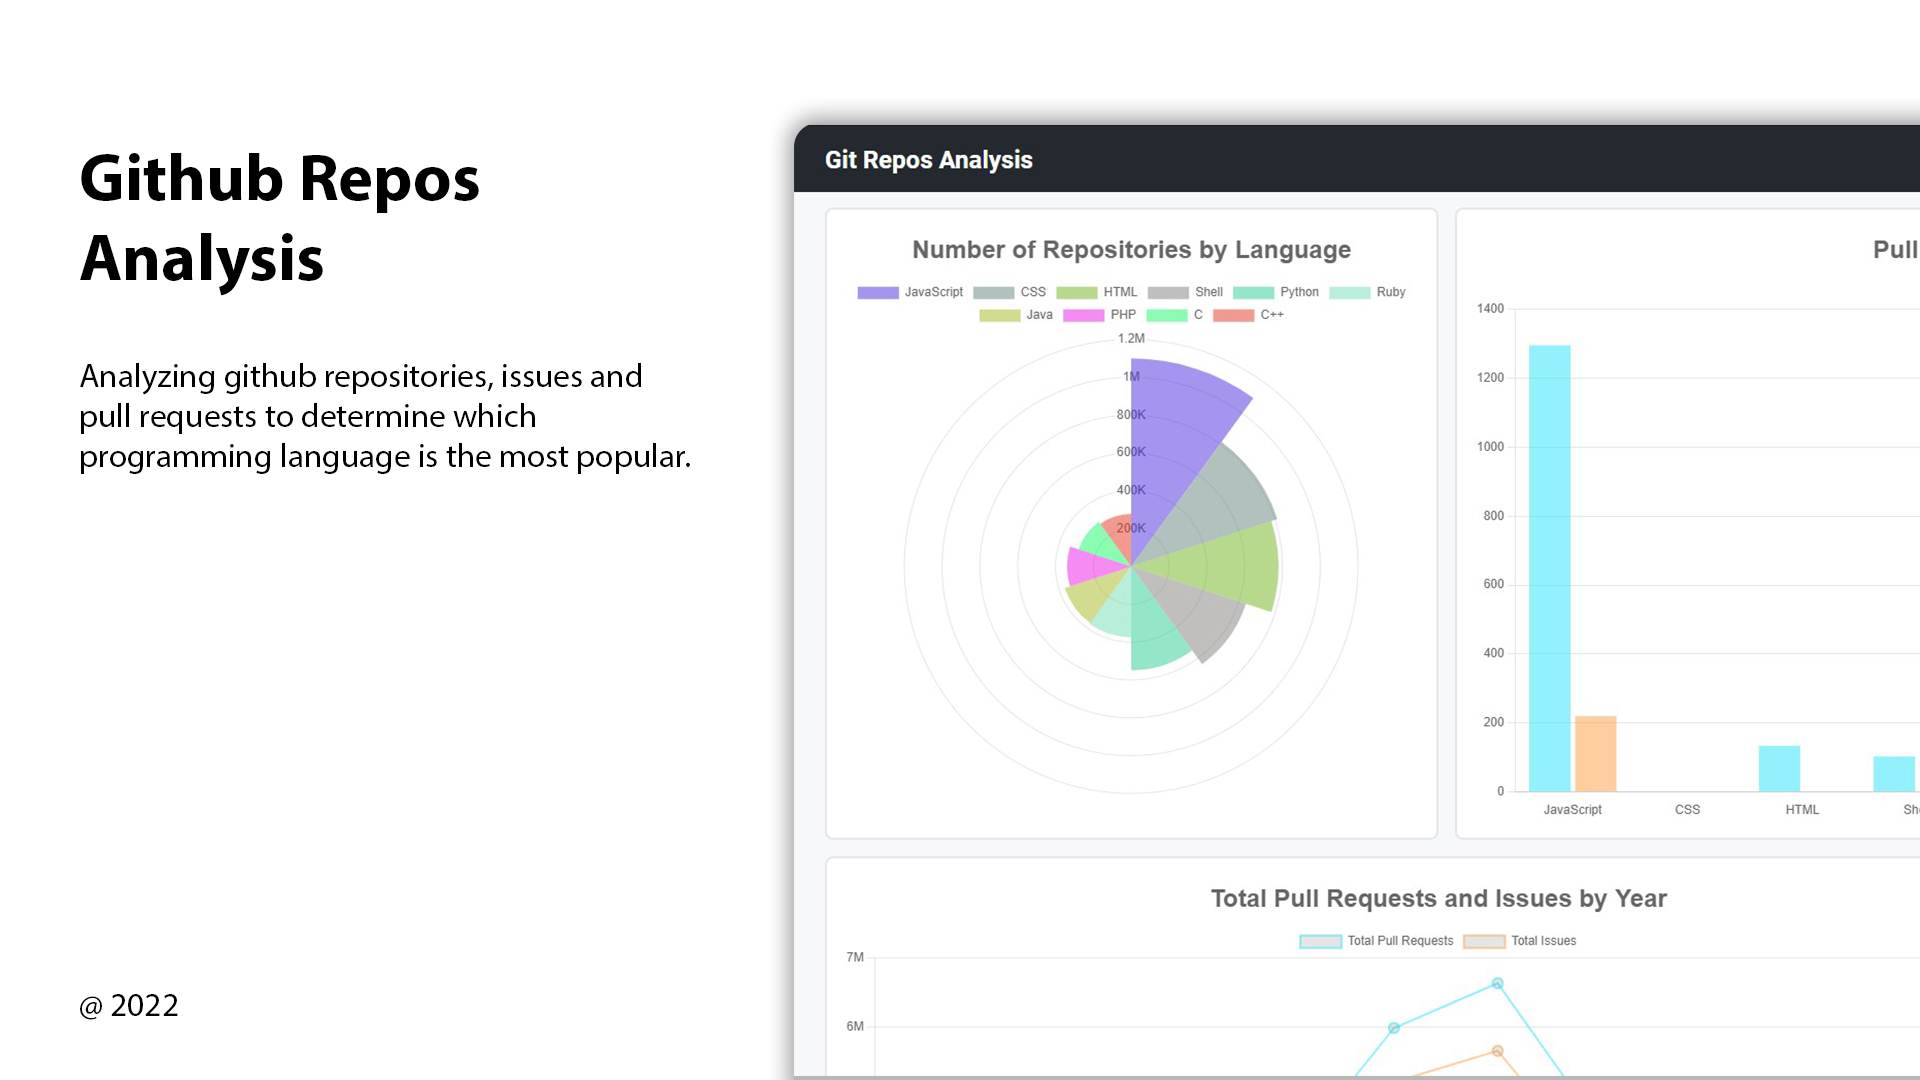 Github Repos
Analysis
Analyzing github repositories, issues and
pull requests to determine which
programming language is the most popular.
@ 2022
Git Repos Analysis
Number of Repositories by Language
JavaScript CSS HTML Shell Python Ruby
Java PHP C C++
1.2M
1M
800K
600K
400K
200K
Pull
1400
1200
1000
800
600
400
200
0
JavaScript CSS HTML Sh
Total Pull Requests and Issues by Year
Total Pull Requests Total Issues
7M
6M